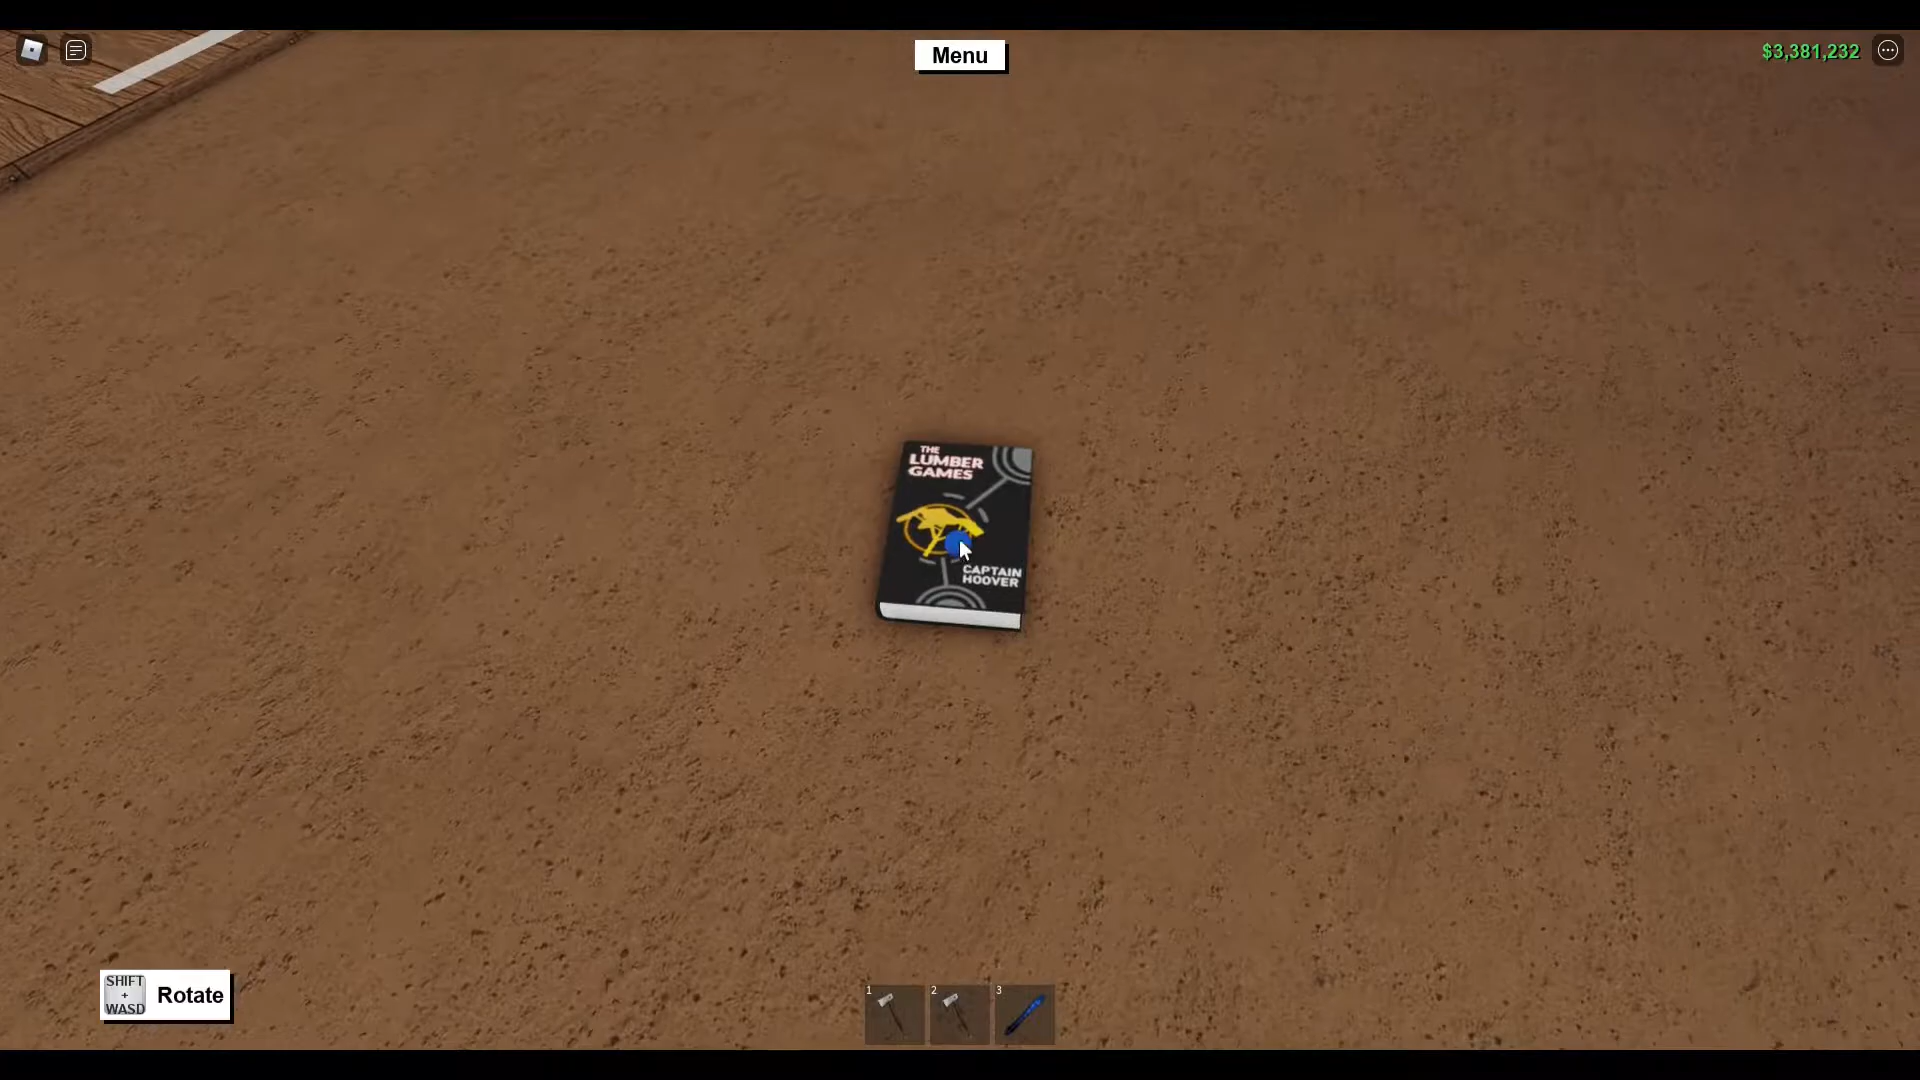 Menu
$3,381,232
THE
LUMBER
GAMES
CAPTAIN
HOOVER
SHIFT
+
WASD
Rotate
1
2
3